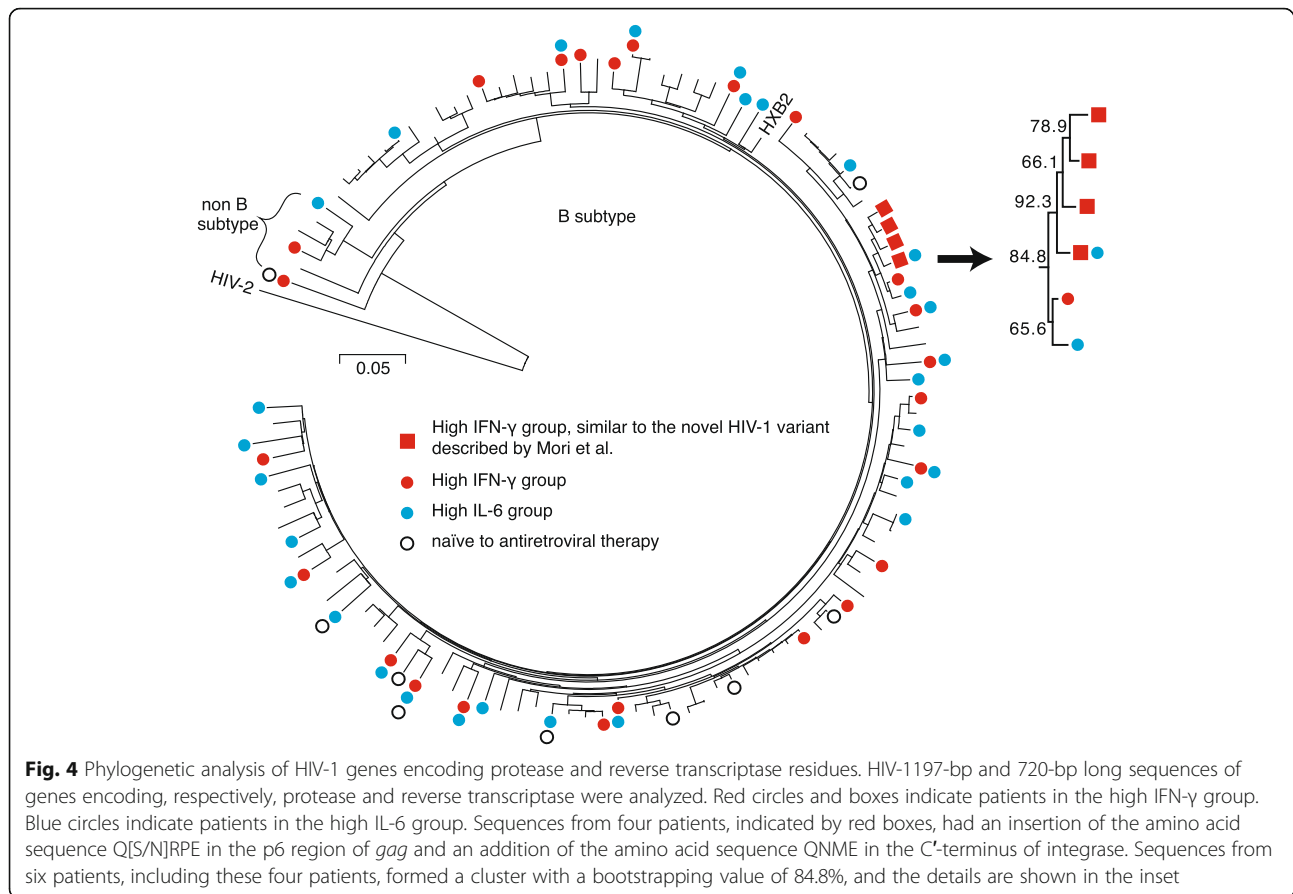 HXB2
non B
subtype
B subtype
HIV-2
0.05
High IFN-γ group, similar to the novel HIV-1 variant
described by Mori et al.
High IFN-γ group
High IL-6 group
naïve to antiretroviral therapy
78.9
66.1
92.3
84.8
65.6
Fig. 4 Phylogenetic analysis of HIV-1 genes encoding protease and reverse transcriptase residues. HIV-1197-bp and 720-bp long sequences of
genes encoding, respectively, protease and reverse transcriptase were analyzed. Red circles and boxes indicate patients in the high IFN-γ group.
Blue circles indicate patients in the high IL-6 group. Sequences from four patients, indicated by red boxes, had an insertion of the amino acid
sequence Q[S/N]RPE in the p6 region of gag and an addition of the amino acid sequence QNME in the C′-terminus of integrase. Sequences from
six patients, including these four patients, formed a cluster with a bootstrapping value of 84.8%, and the details are shown in the inset